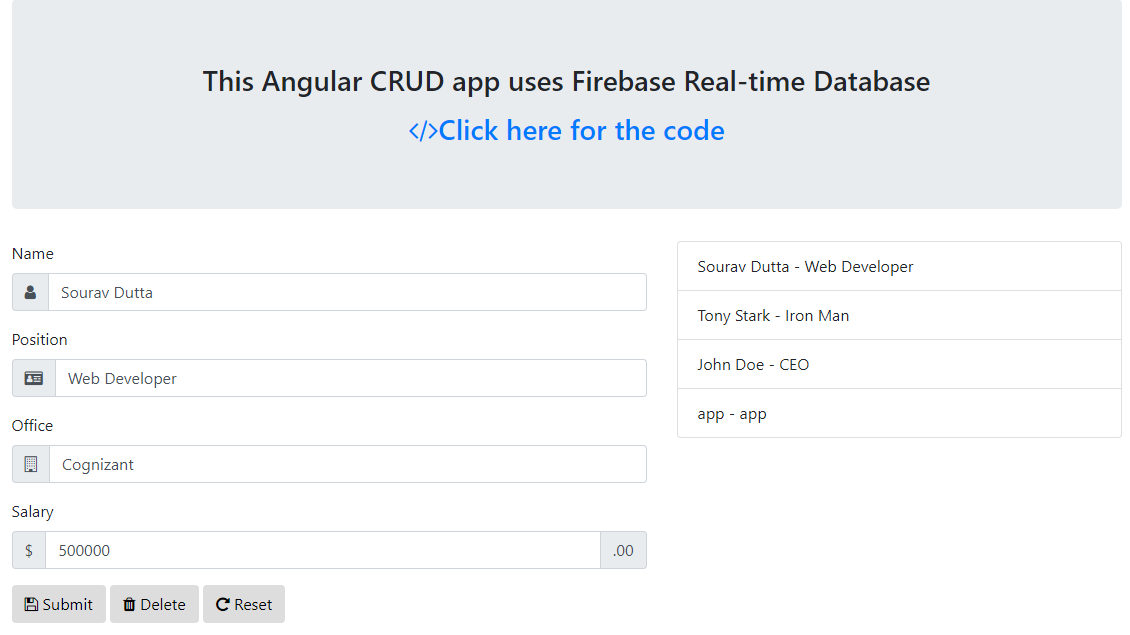 This Angular CRUD app uses Firebase Real-time Database
</>Click here for the code
Name
Sourav Dutta
Position
Web Developer
Office
Cognizant
Salary
$ 500000 .00
Submit Delete Reset
Sourav Dutta - Web Developer
Tony Stark - Iron Man
John Doe - CEO
app - app